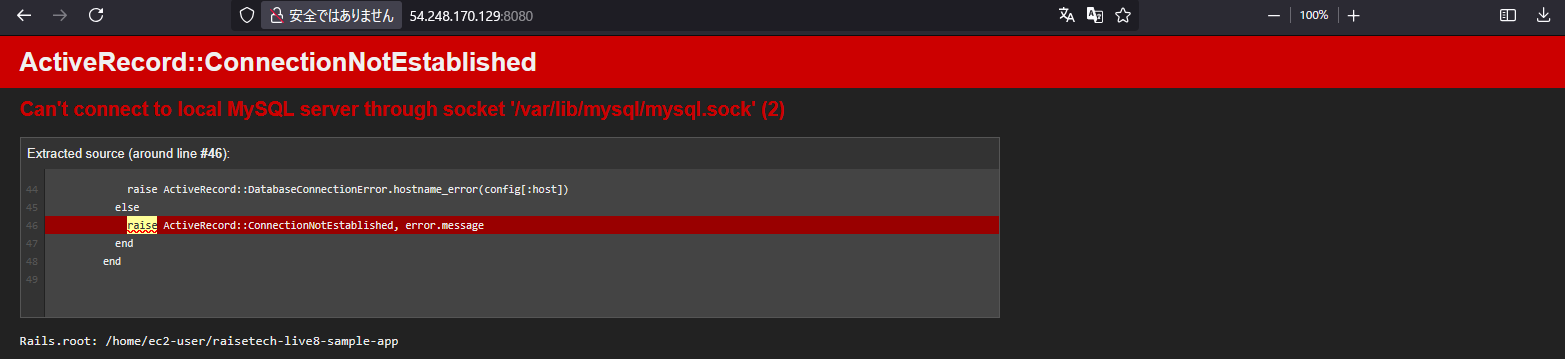 安全ではありません 54.248.170.129:8080 100%
ActiveRecord::ConnectionNotEstablished
Can't connect to local MySQL server through socket '/var/lib/mysql/mysql.sock' (2)
Extracted source (around line #46):
44 raise ActiveRecord::DatabaseConnectionError.hostname_error(config[:host])
45 else
46 raise ActiveRecord::ConnectionNotEstablished, error.message
47 end
48 end
49
Rails.root: /home/ec2-user/raisetech-live8-sample-app